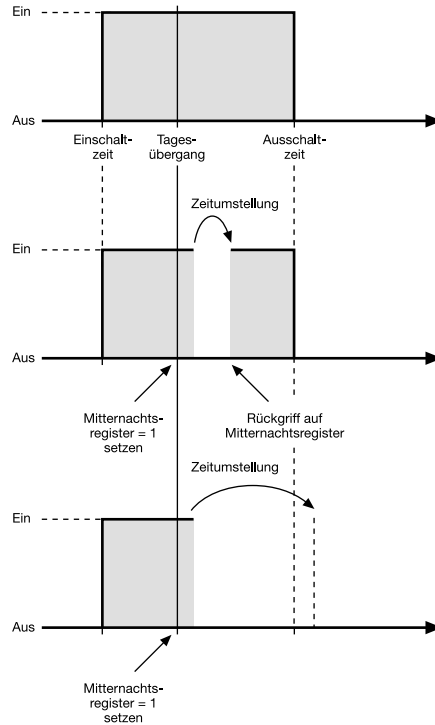 Ein
Aus
Einschalt-
zeit
Tages-
übergang
Ausschalt-
zeit
Zeitumstellung
Ein
Aus
Mitternachts-
register = 1
setzen
Rückgriff auf
Mitternachtsregister
Zeitumstellung
Ein
Aus
Mitternachts-
register = 1
setzen